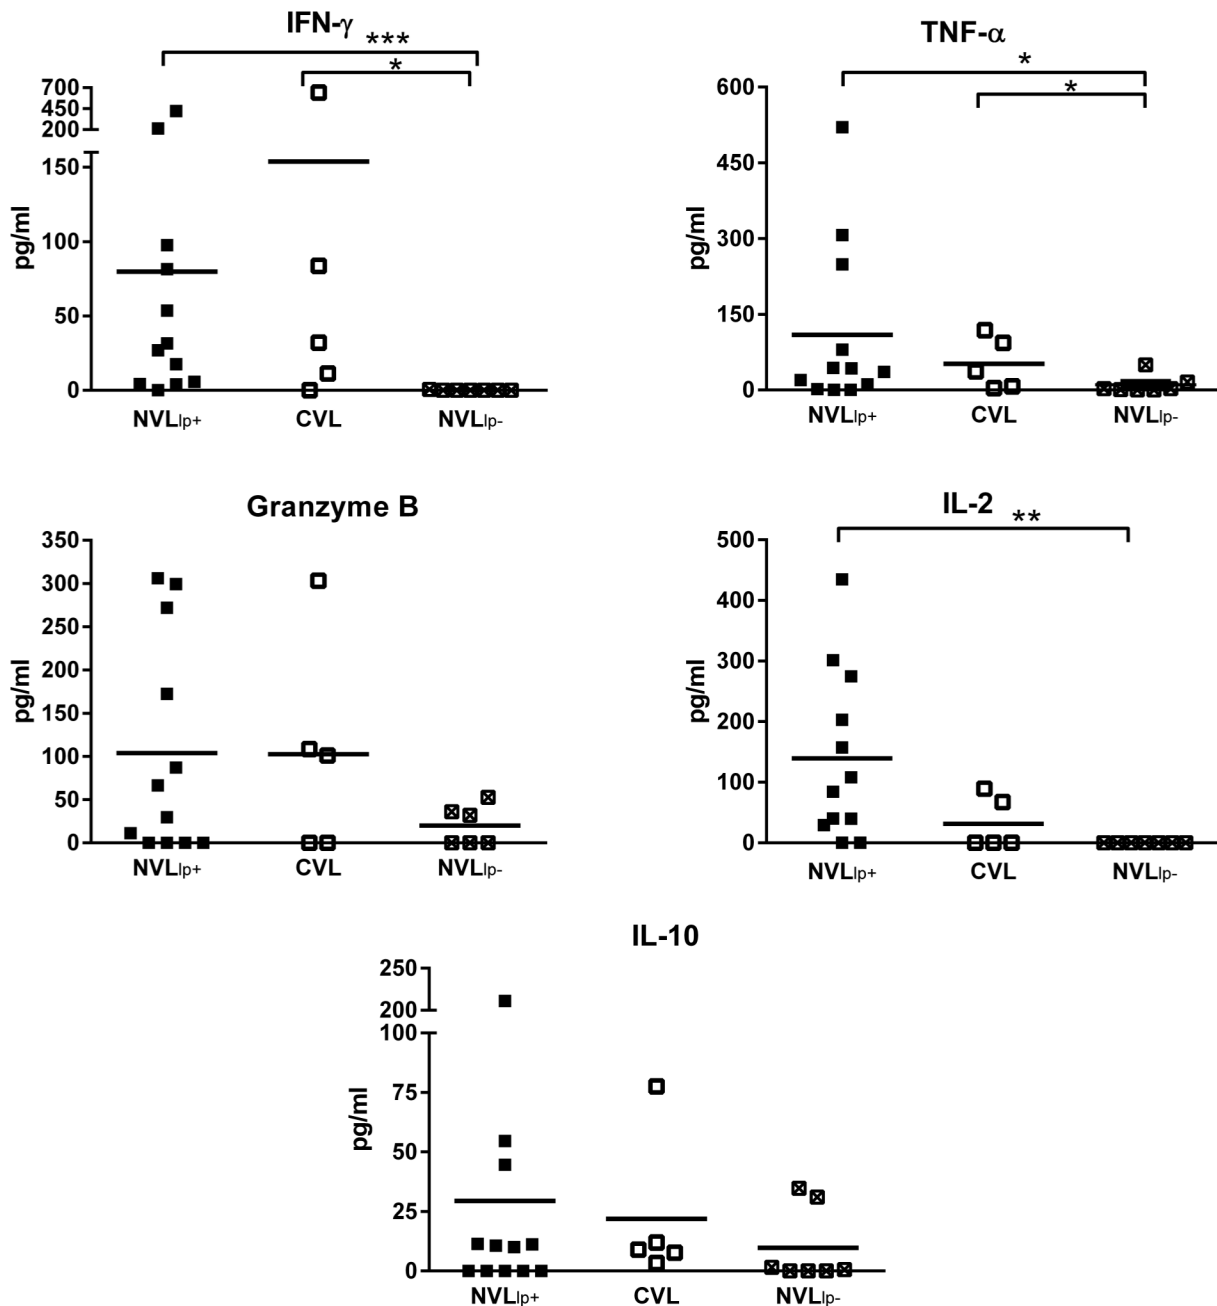 IFN-γ
***
*
700
450
200
150
100
50
0
pg/ml
NVLlp+ CVL NVLlp-
TNF-α
*
*
600
450
300
150
0
pg/ml
NVLlp+ CVL NVLlp-
Granzyme B
350
300
250
200
150
100
50
0
pg/ml
NVLlp+ CVL NVLlp-
IL-2
**
500
400
300
200
100
0
pg/ml
NVLlp+ CVL NVLlp-
IL-10
250
200
100
75
50
25
0
pg/ml
NVLlp+ CVL NVLlp-